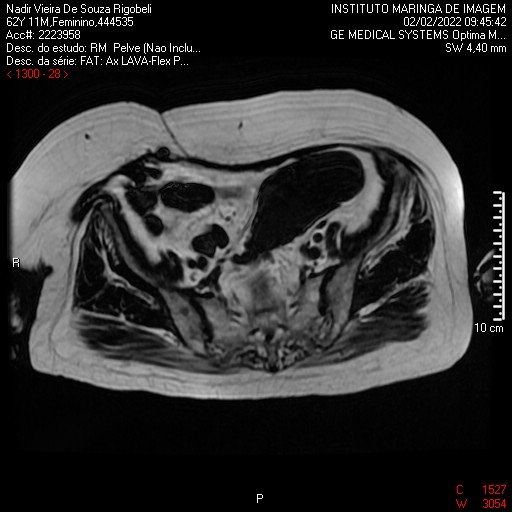 Nadir Vieira De Souza Rigobeli
62Y 11M,Feminino,444535
Acc#: 2223958
Desc. do estudo: RM Pelve (Nao Inclu...
Desc. da série: FAT: Ax LAVA-Flex P...
< 1300 - 28 >
INSTITUTO MARINGA DE IMAGEM
02/02/2022 09:45:42
GE MEDICAL SYSTEMS Optima M...
SW 4,40 mm
R
10 cm
P
C 1527
W 3054